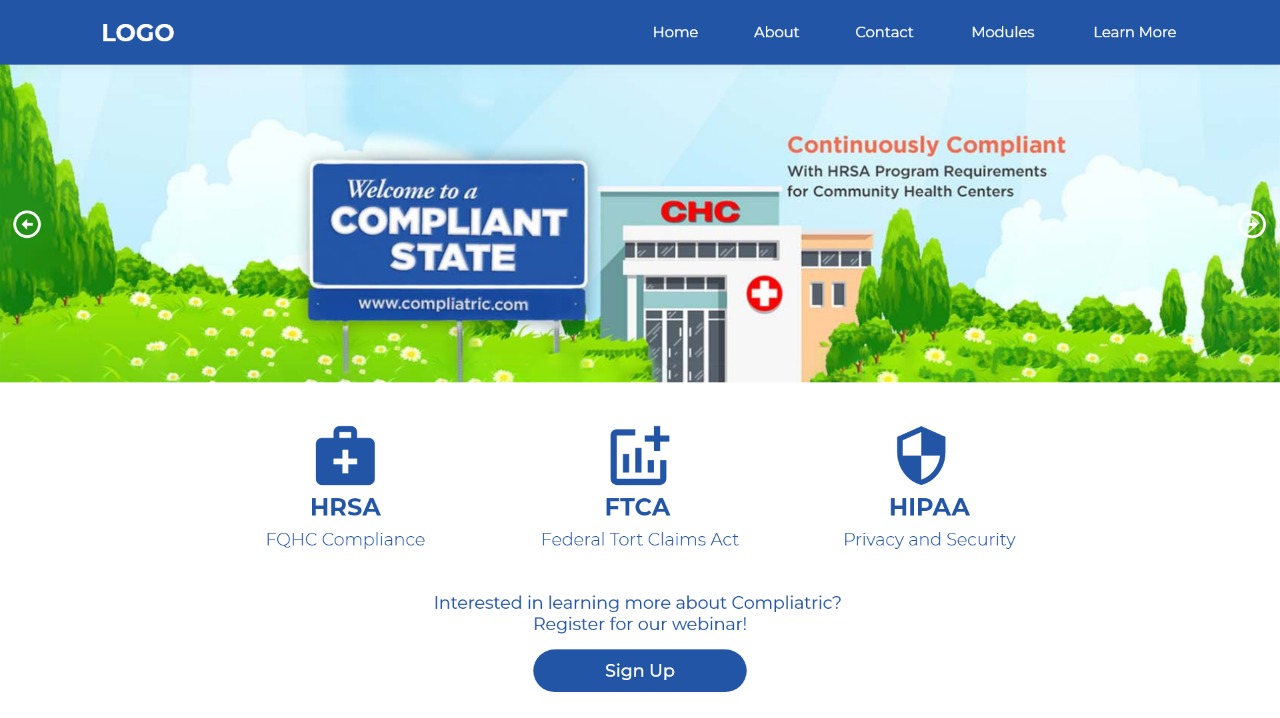 LOGO
Home
About
Contact
Modules
Learn More
Continuously Compliant
With HRSA Program Requirements
for Community Health Centers
Welcome to a
COMPLIANT
STATE
www.compliatric.com
CHC
HRSA
FQHC Compliance
FTCA
Federal Tort Claims Act
HIPAA
Privacy and Security
Interested in learning more about Compliatric?
Register for our webinar!
Sign Up